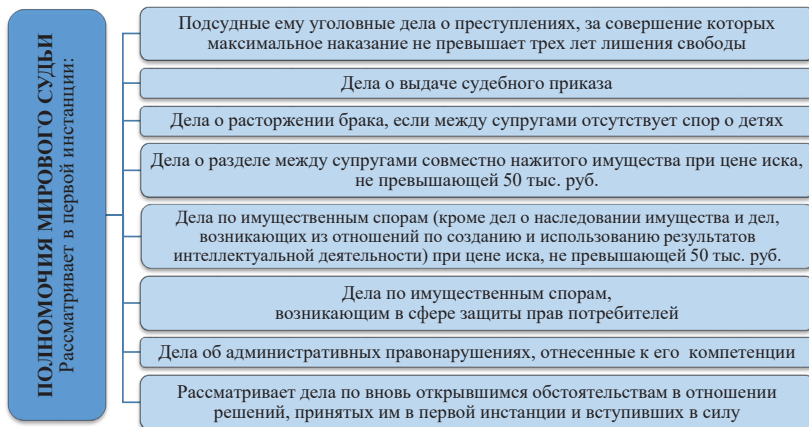 ПОЛНОМОЧИЯ МИРОВОГО СУДЬИ
Рассматривает в первой инстанции:
Подсудные ему уголовные дела о преступлениях, за совершение которых
максимальное наказание не превышает трех лет лишения свободы
Дела о выдаче судебного приказа
Дела о расторжении брака, если между супругами отсутствует спор о детях
Дела о разделе между супругами совместно нажитого имущества при цене иска,
не превышающей 50 тыс. руб.
Дела по имущественным спорам (кроме дел о наследовании имущества и дел,
возникающих из отношений по созданию и использованию результатов
интеллектуальной деятельности) при цене иска, не превышающей 50 тыс. руб.
Дела по имущественным спорам,
возникающим в сфере защиты прав потребителей
Дела об административных правонарушениях, отнесенные к его компетенции
Рассматривает дела по вновь открывшимся обстоятельствам в отношении
решений, принятых им в первой инстанции и вступивших в силу